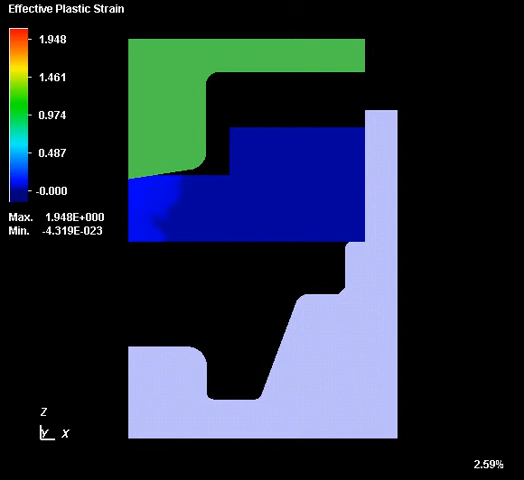 Effective Plastic Strain
1.948
1.461
0.974
0.487
-0.000
Max. 1.948E+000
Min. -4.319E-023
Z
Y X
2.59%